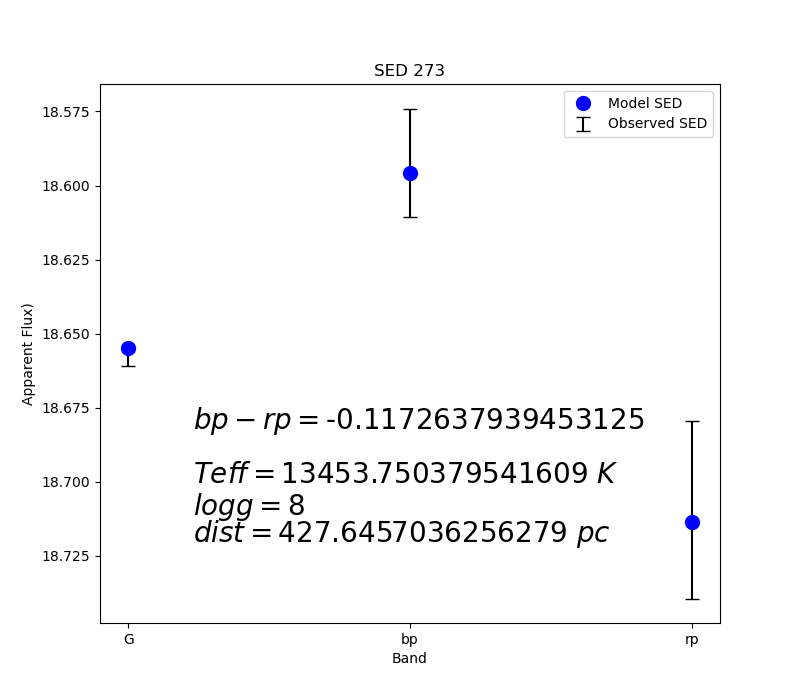 SED 273
Model SED
Observed SED
18.575
18.600
18.625
18.650
18.675
18.700
18.725
Apparent Flux)
bp − rp = -0.1172637939453125
Teff = 13453.750379541609 K
logg = 8
dist = 427.6457036256279 pc
G bp rp
Band